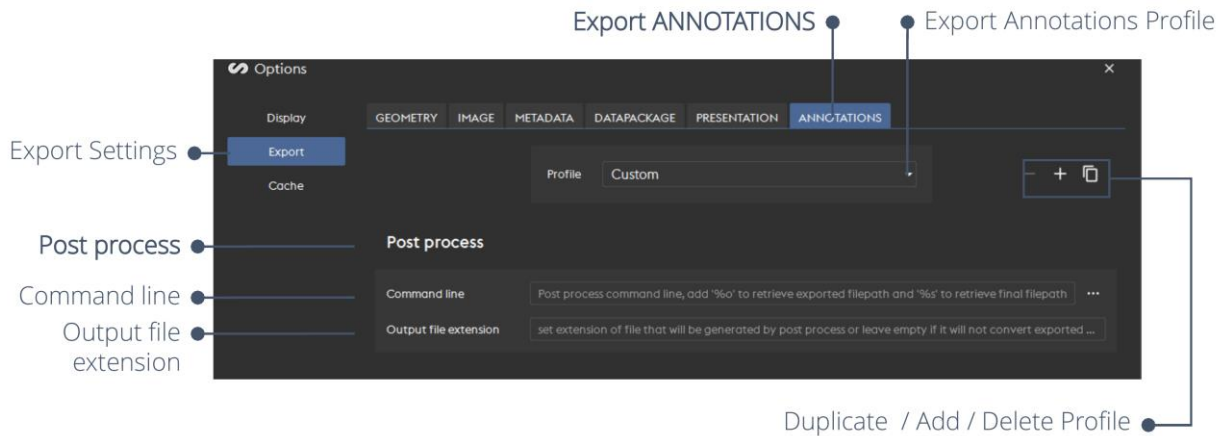 Export ANNOTATIONS
Export Annotations Profile
Options
Display
GEOMETRY IMAGE METADATA DATAPACKAGE PRESENTATION ANNOTATIONS
Export Settings
Export
Profile Custom
Cache
Post process
Post process
Command line
Command line Post process command line, add '%o' to retrieve exported filepath and '%s' to retrieve final filepath ...
Output file
extension
Output file extension set extension of file that will be generated by post process or leave empty if it will not convert exported ...
Duplicate / Add / Delete Profile